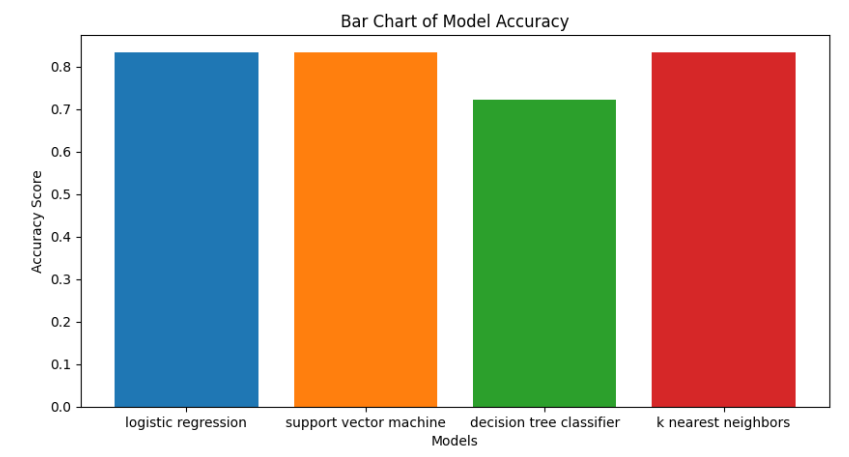 Bar Chart of Model Accuracy
Accuracy Score
0.8
0.7
0.6
0.5
0.4
0.3
0.2
0.1
0.0
logistic regression support vector machine decision tree classifier k nearest neighbors
Models